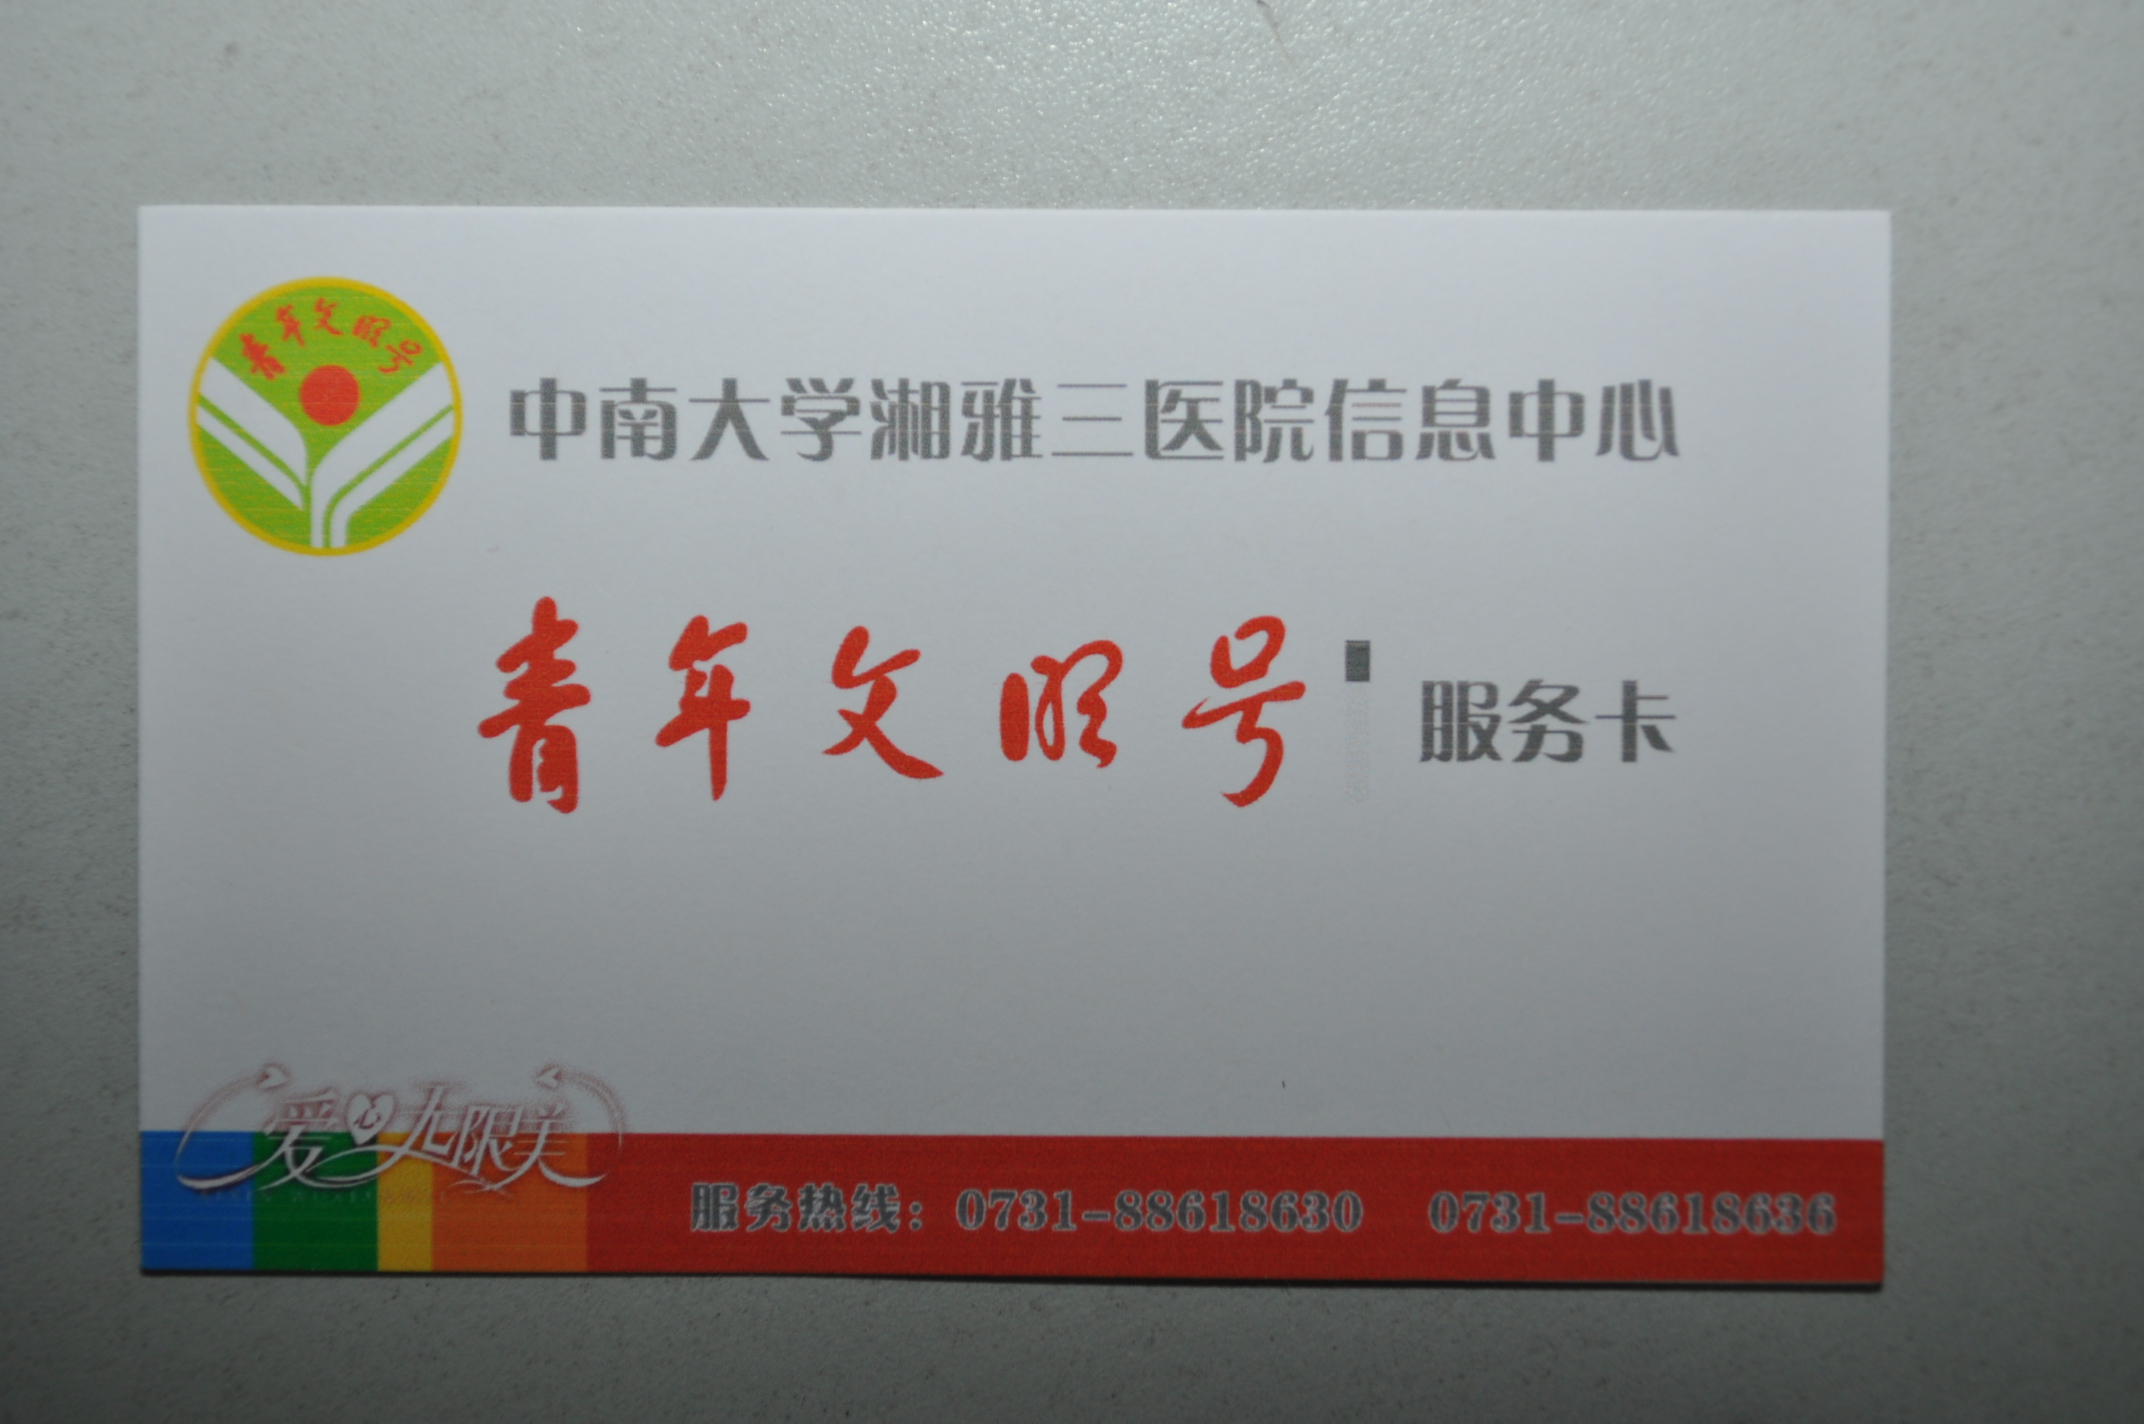 青年文明号
中南大学湘雅三医院信息中心
青年文明号 服务卡
爱心无限美
服务热线：0731-88618630 0731-88618636